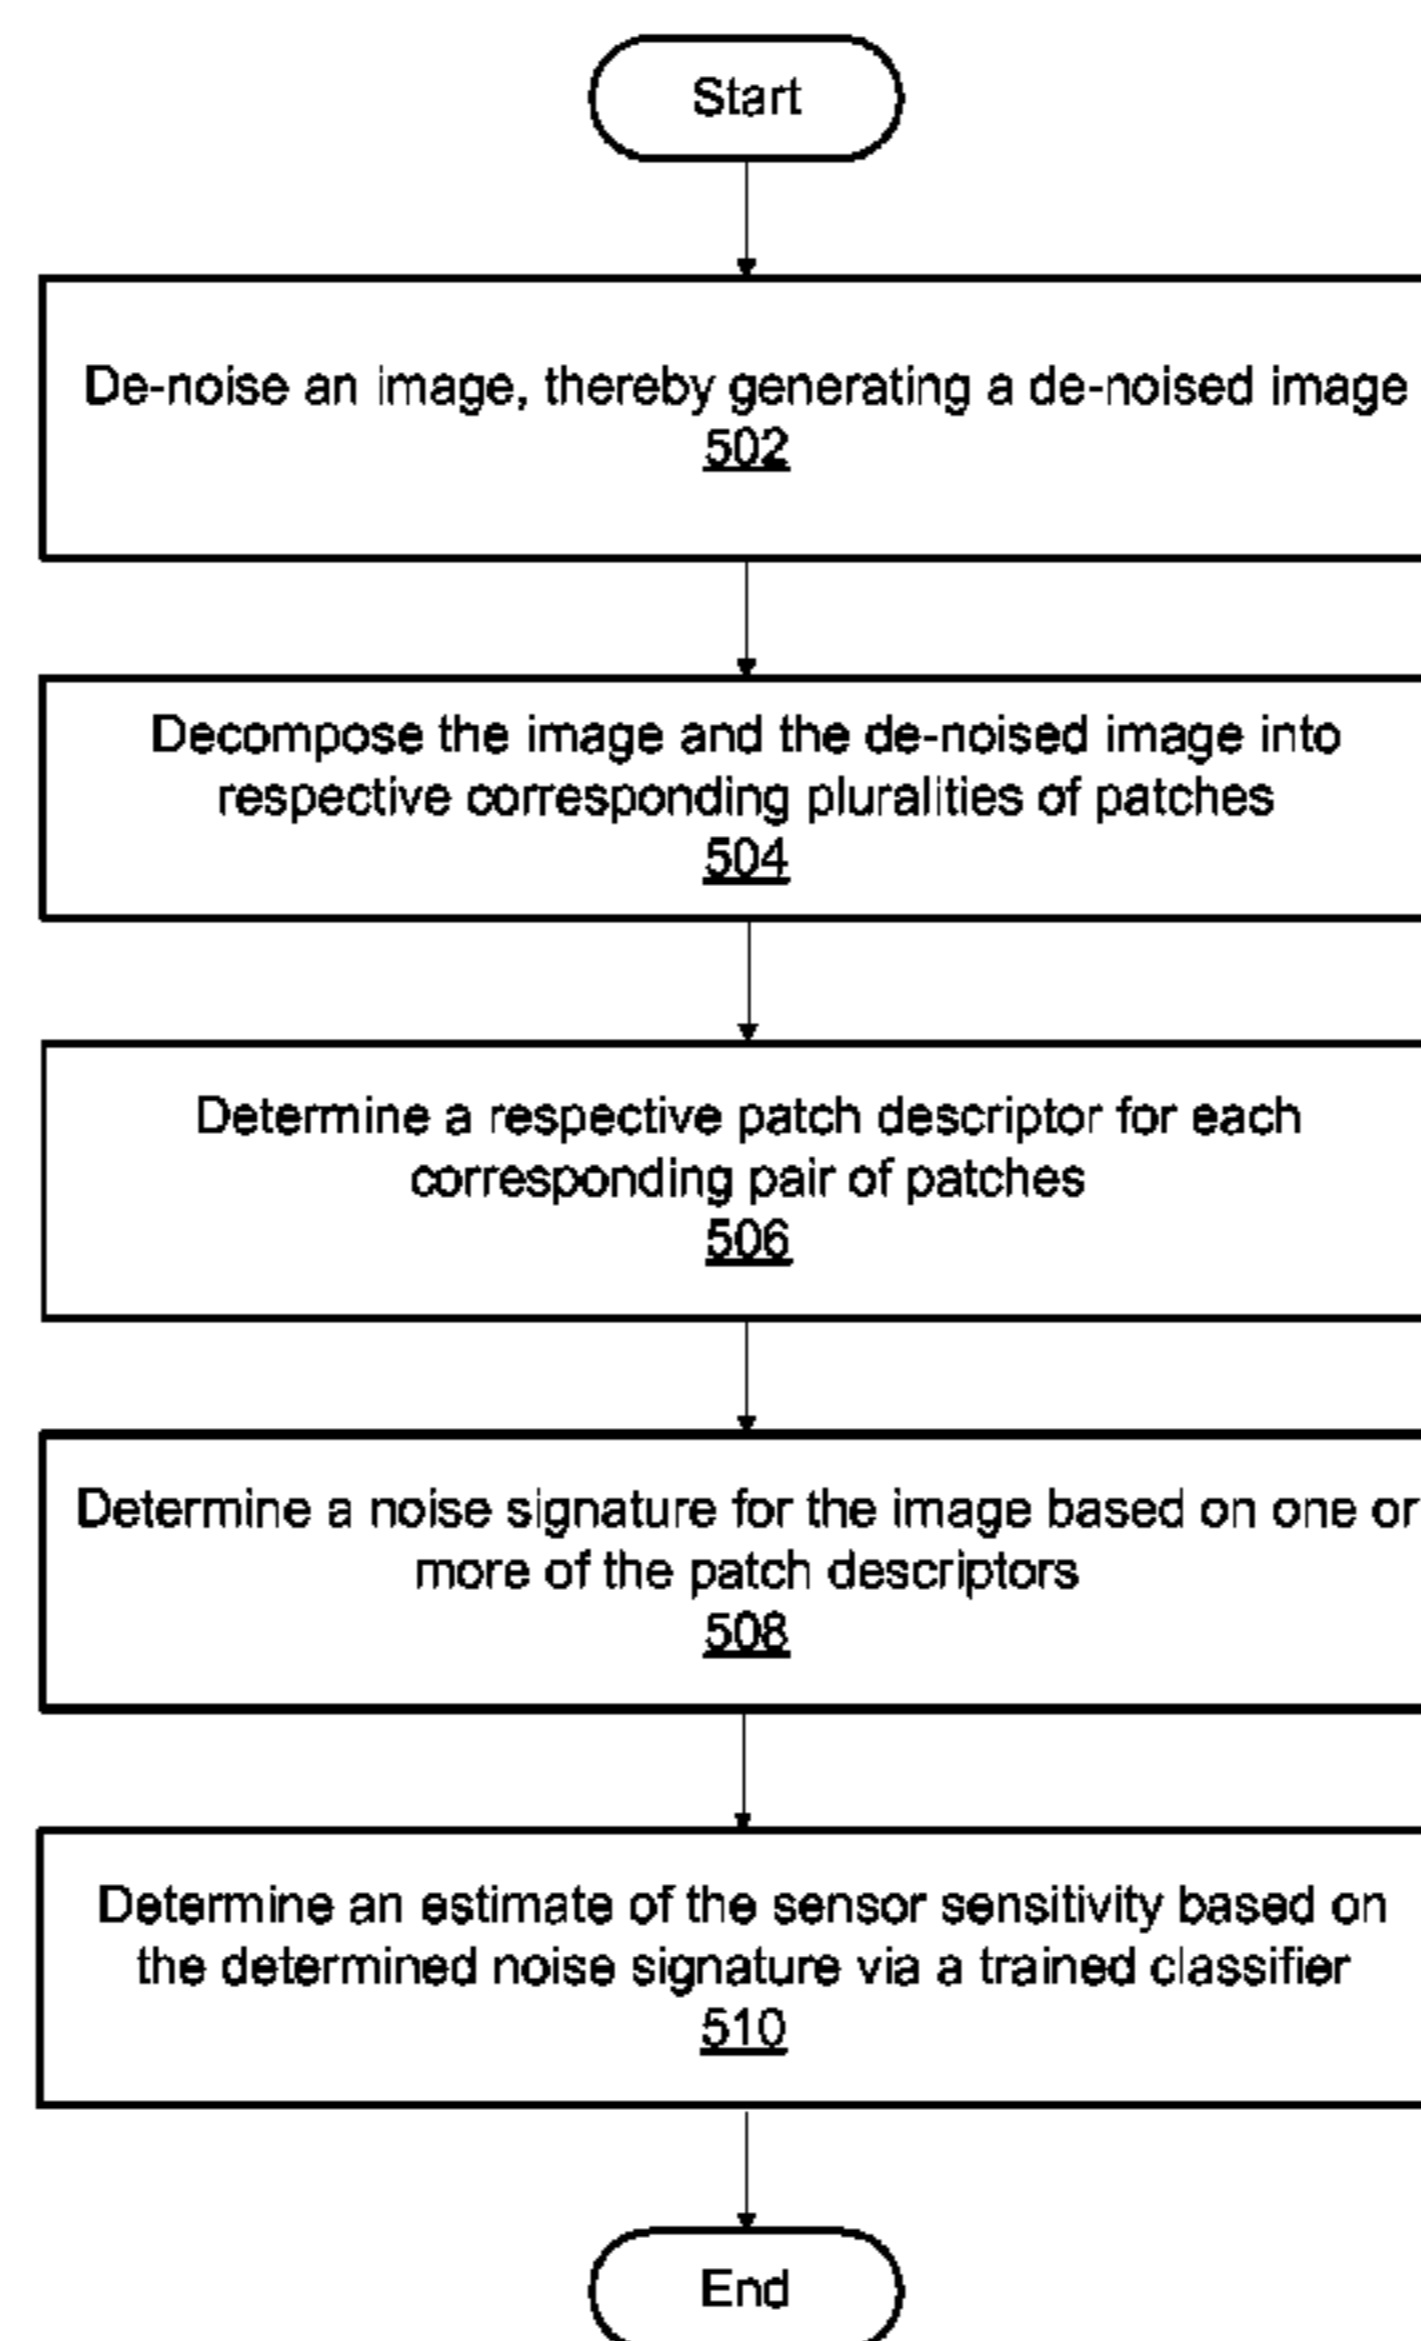 Start
De-noise an image, thereby generating a de-noised image
502
Decompose the image and the de-noised image into
respective corresponding pluralities of patches
504
Determine a respective patch descriptor for each
corresponding pair of patches
506
Determine a noise signature for the image based on one or
more of the patch descriptors
508
Determine an estimate of the sensor sensitivity based on
the determined noise signature via a trained classifier
510
End